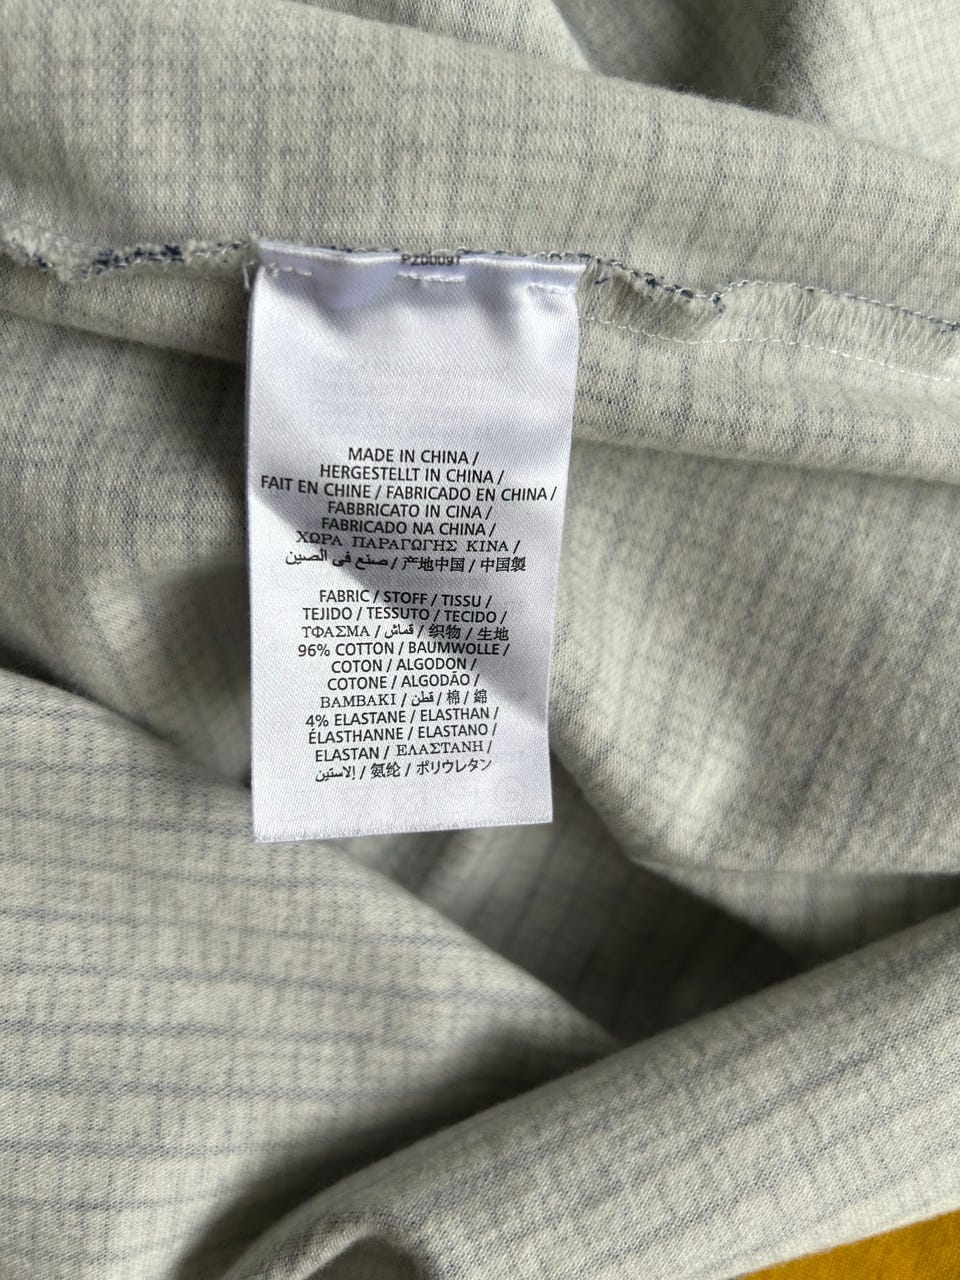 PZD0097
MADE IN CHINA /
HERGESTELLT IN CHINA /
FAIT EN CHINE / FABRICADO EN CHINA /
FABBRICATO IN CINA /
FABRICADO NA CHINA /
ΧΩΡΑ ΠΑΡΑΓΩΓΗΣ ΚΙΝΑ /
صنع في الصين / 产地中国 / 中国製
FABRIC / STOFF / TISSU /
TEJIDO / TESSUTO / TECIDO /
ΥΦΑΣΜΑ / قماش / 织物 / 生地
96% COTTON / BAUMWOLLE /
COTON / ALGODON /
COTONE / ALGODÃO /
ΒΑΜΒΑΚΙ / قطن / 棉 / 綿
4% ELASTANE / ELASTHAN /
ÉLASTHANNE / ELASTANO /
ELASTAN / ΕΛΑΣΤΑΝΗ /
إلاستين / 氨纶 / ポリウレタン